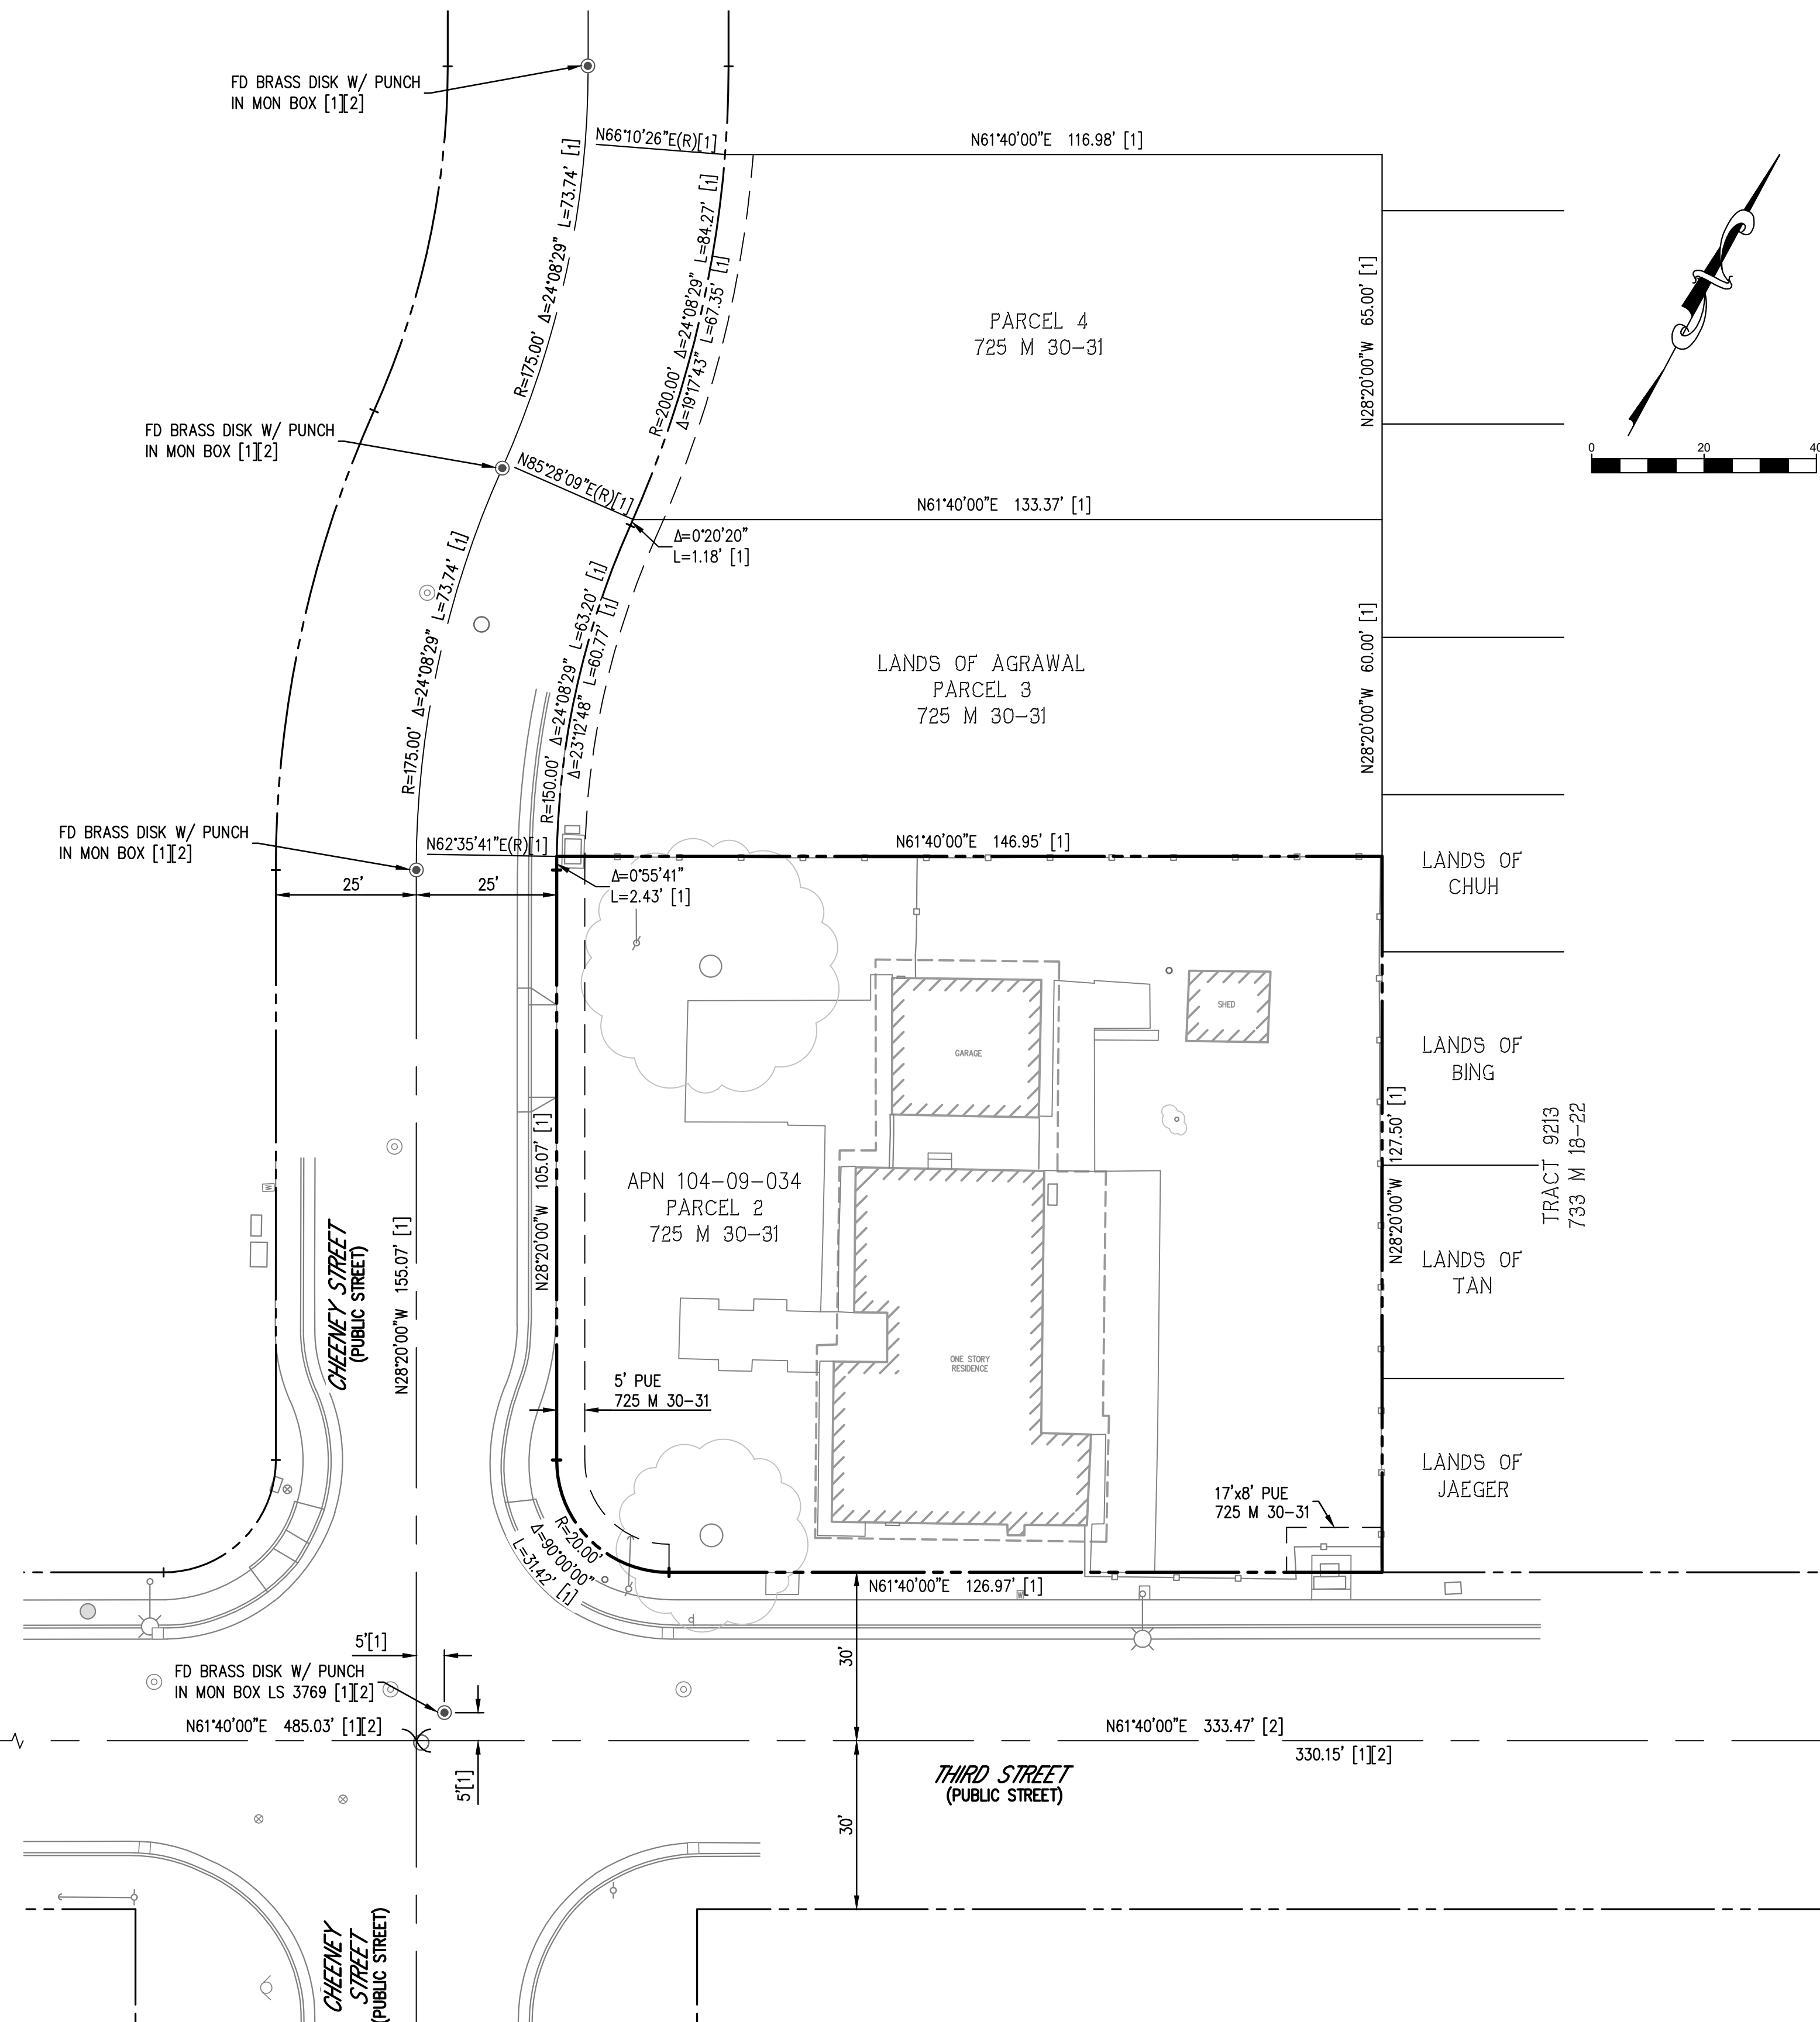 FD BRASS DISK W/ PUNCH
IN MON BOX [1][2]
N66°10'26"E(R)[1]
N61°40'00"E 116.98' [1]
R=175.00' Δ=24°08'29" L=73.74' [1]
R=200.00' Δ=24°08'29" L=84.27' [1]
Δ=19°17'43" L=67.35' [1]
PARCEL 4
725 M 30-31
N28°20'00"W 65.00' [1]
0 20 40
FD BRASS DISK W/ PUNCH
IN MON BOX [1][2]
N85°28'09"E(R)[1]
N61°40'00"E 133.37' [1]
Δ=0°20'20"
L=1.18' [1]
R=175.00' Δ=24°08'29" L=73.74' [1]
R=150.00' Δ=24°08'29" L=63.20' [1]
Δ=23°12'48" L=60.77' [1]
LANDS OF AGRAWAL
PARCEL 3
725 M 30-31
N28°20'00"W 60.00' [1]
FD BRASS DISK W/ PUNCH
IN MON BOX [1][2]
N62°35'41"E(R)[1]
N61°40'00"E 146.95' [1]
25'
25'
Δ=0°55'41"
L=2.43' [1]
LANDS OF
CHUH
SHED
GARAGE
LANDS OF
BING
N28°20'00"W 105.07' [1]
N28°20'00"W 127.50' [1]
TRACT 9213
733 M 18-22
APN 104-09-034
PARCEL 2
725 M 30-31
CHEENEY STREET
(PUBLIC STREET)
N28°20'00"W 155.07' [1]
LANDS OF
TAN
ONE STORY
RESIDENCE
5' PUE
725 M 30-31
LANDS OF
JAEGER
17'x8' PUE
725 M 30-31
R=20.00'
Δ=90°00'00"
L=31.42' [1]
N61°40'00"E 126.97' [1]
5'[1]
30'
FD BRASS DISK W/ PUNCH
IN MON BOX LS 3769 [1][2]
N61°40'00"E 485.03' [1][2]
N61°40'00"E 333.47' [2]
330.15' [1][2]
5'[1]
THIRD STREET
(PUBLIC STREET)
30'
CHEENEY
STREET
(PUBLIC STREET)